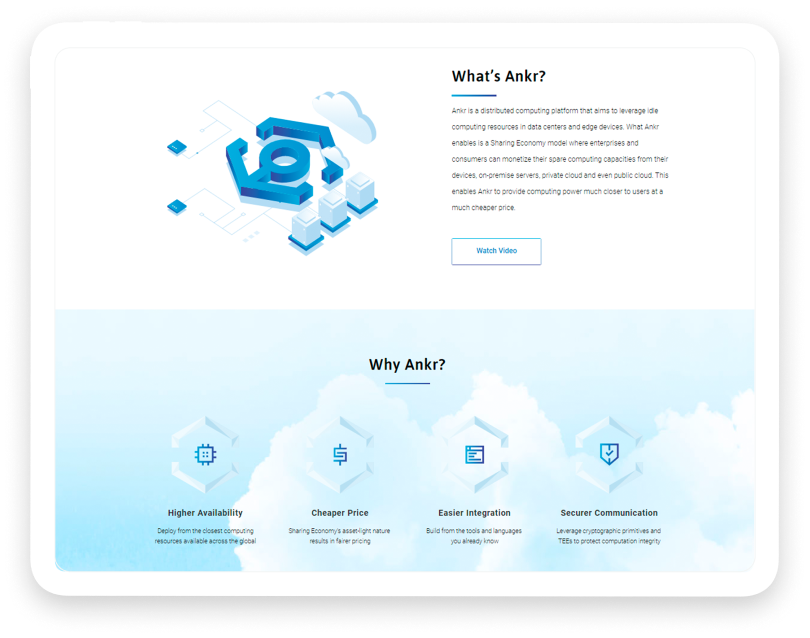 What's Ankr?
Ankr is a distributed computing platform that aims to leverage idle
computing resources in data centers and edge devices. What Ankr
enables is a Sharing Economy model where enterprises and
consumers can monetize their spare computing capacities from their
devices, on-premise servers, private cloud and even public cloud. This
enables Ankr to provide computing power much closer to users at a
much cheaper price.
Watch Video
Why Ankr?
Higher Availability
Deploy from the closest computing
resources available across the global
Cheaper Price
Sharing Economy's asset-light nature
results in fairer pricing
Easier Integration
Build from the tools and languages
you already know
Securer Communication
Leverage cryptographic primitives and
TEEs to protect computation integrity